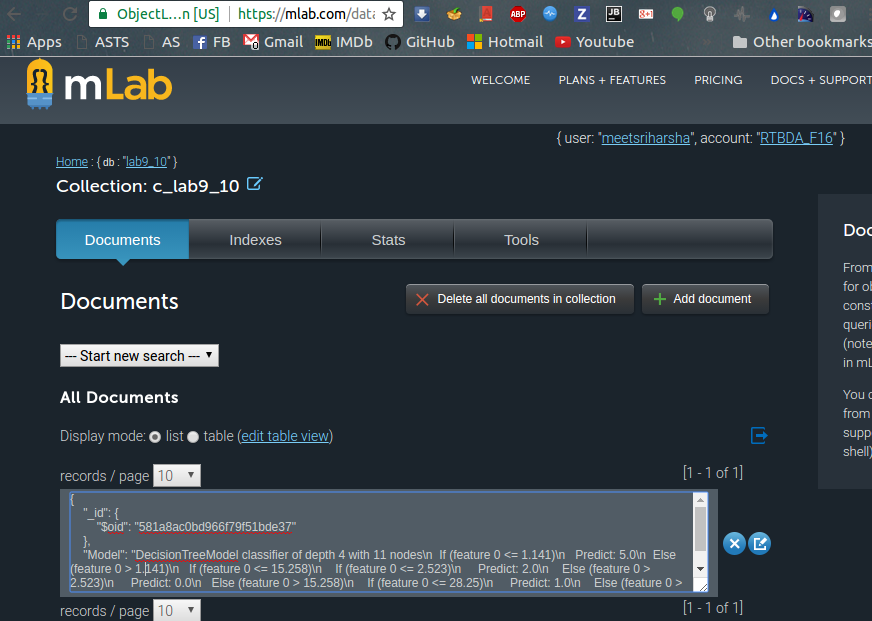 ObjectL...n [US] https://mlab.com/data
ABP Z JB g+1
Apps ASTS AS FB Gmail IMDb GitHub Hotmail Youtube Other bookmarks
mLab WELCOME PLANS + FEATURES PRICING DOCS + SUPPORT
{ user: "meetsriharsha", account: "RTBDA_F16" }
Home : { db : "lab9_10" }
Collection: c_lab9_10
Documents Indexes Stats Tools
Documents
Delete all documents in collection Add document
--- Start new search ---
All Documents
Display mode: list table (edit table view)
records / page 10 [1 - 1 of 1]
{
"_id": {
"$oid": "581a8ac0bd966f79f51bde37"
},
"Model": "DecisionTreeModel classifier of depth 4 with 11 nodes\n If (feature 0 <= 1.141)\n Predict: 5.0\n Else
(feature 0 > 1.141)\n If (feature 0 <= 15.258)\n If (feature 0 <= 2.523)\n Predict: 2.0\n Else (feature 0 >
2.523)\n Predict: 0.0\n Else (feature 0 > 15.258)\n If (feature 0 <= 28.25)\n Predict: 1.0\n Else (feature 0 >
records / page 10 [1 - 1 of 1]
Doc
From
for ob
const
queri
(note
in mL
You c
from
supp
shell)